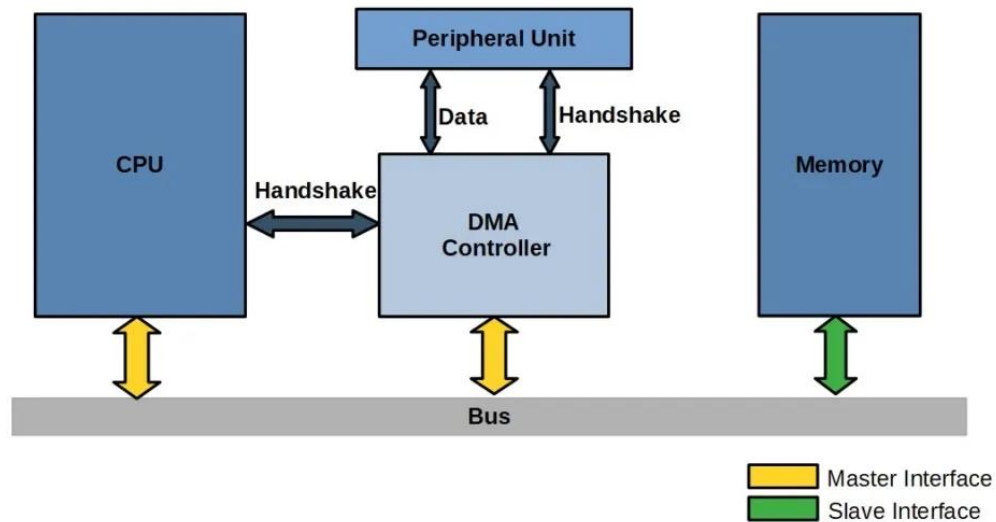 Peripheral Unit
Data
Handshake
CPU
Handshake
DMA
Controller
Memory
Bus
Master Interface
Slave Interface